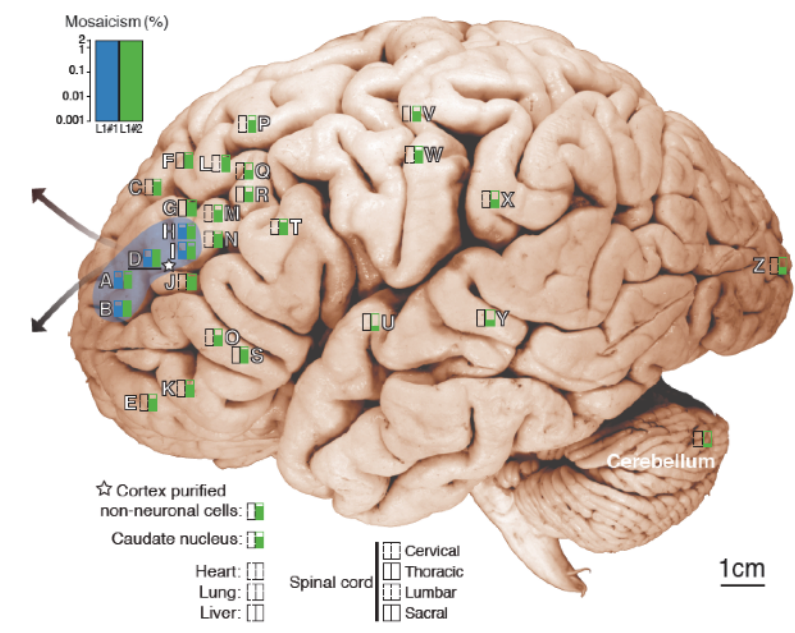 Mosaicism (%)
2
1
0.1
0.01
0.001
L1#1 L1#2
P
V
F
L
Q
W
C
R
X
G
M
H
N
T
I
D
Z
A
J
B
U
Y
O
S
K
E
Cerebellum
☆ Cortex purified
non-neuronal cells:
Caudate nucleus:
Heart:
Lung:
Liver:
Spinal cord
Cervical
Thoracic
Lumbar
Sacral
1cm